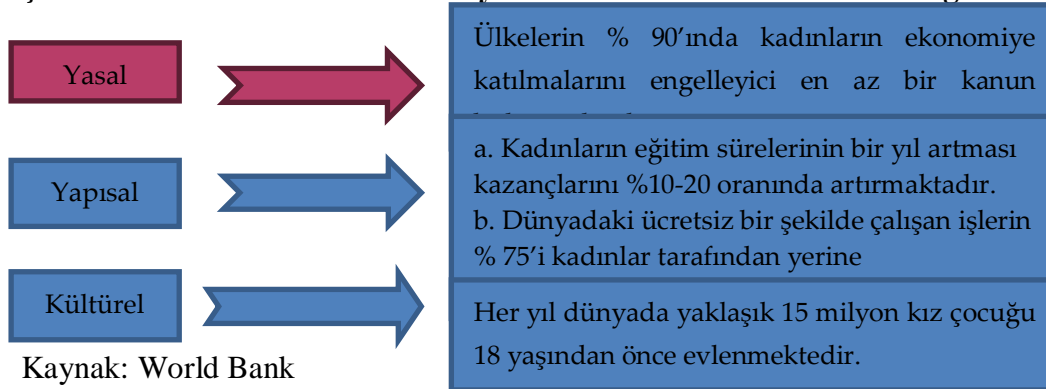 Yasal
Ülkelerin % 90’ında kadınların ekonomiye
katılmalarını engelleyici en az bir kanun
Yapısal
a. Kadınların eğitim sürelerinin bir yıl artması
kazançlarını %10-20 oranında artırmaktadır.
b. Dünyadaki ücretsiz bir şekilde çalışan işlerin
% 75’i kadınlar tarafından yerine
Kültürel
Her yıl dünyada yaklaşık 15 milyon kız çocuğu
18 yaşından önce evlenmektedir.
Kaynak: World Bank